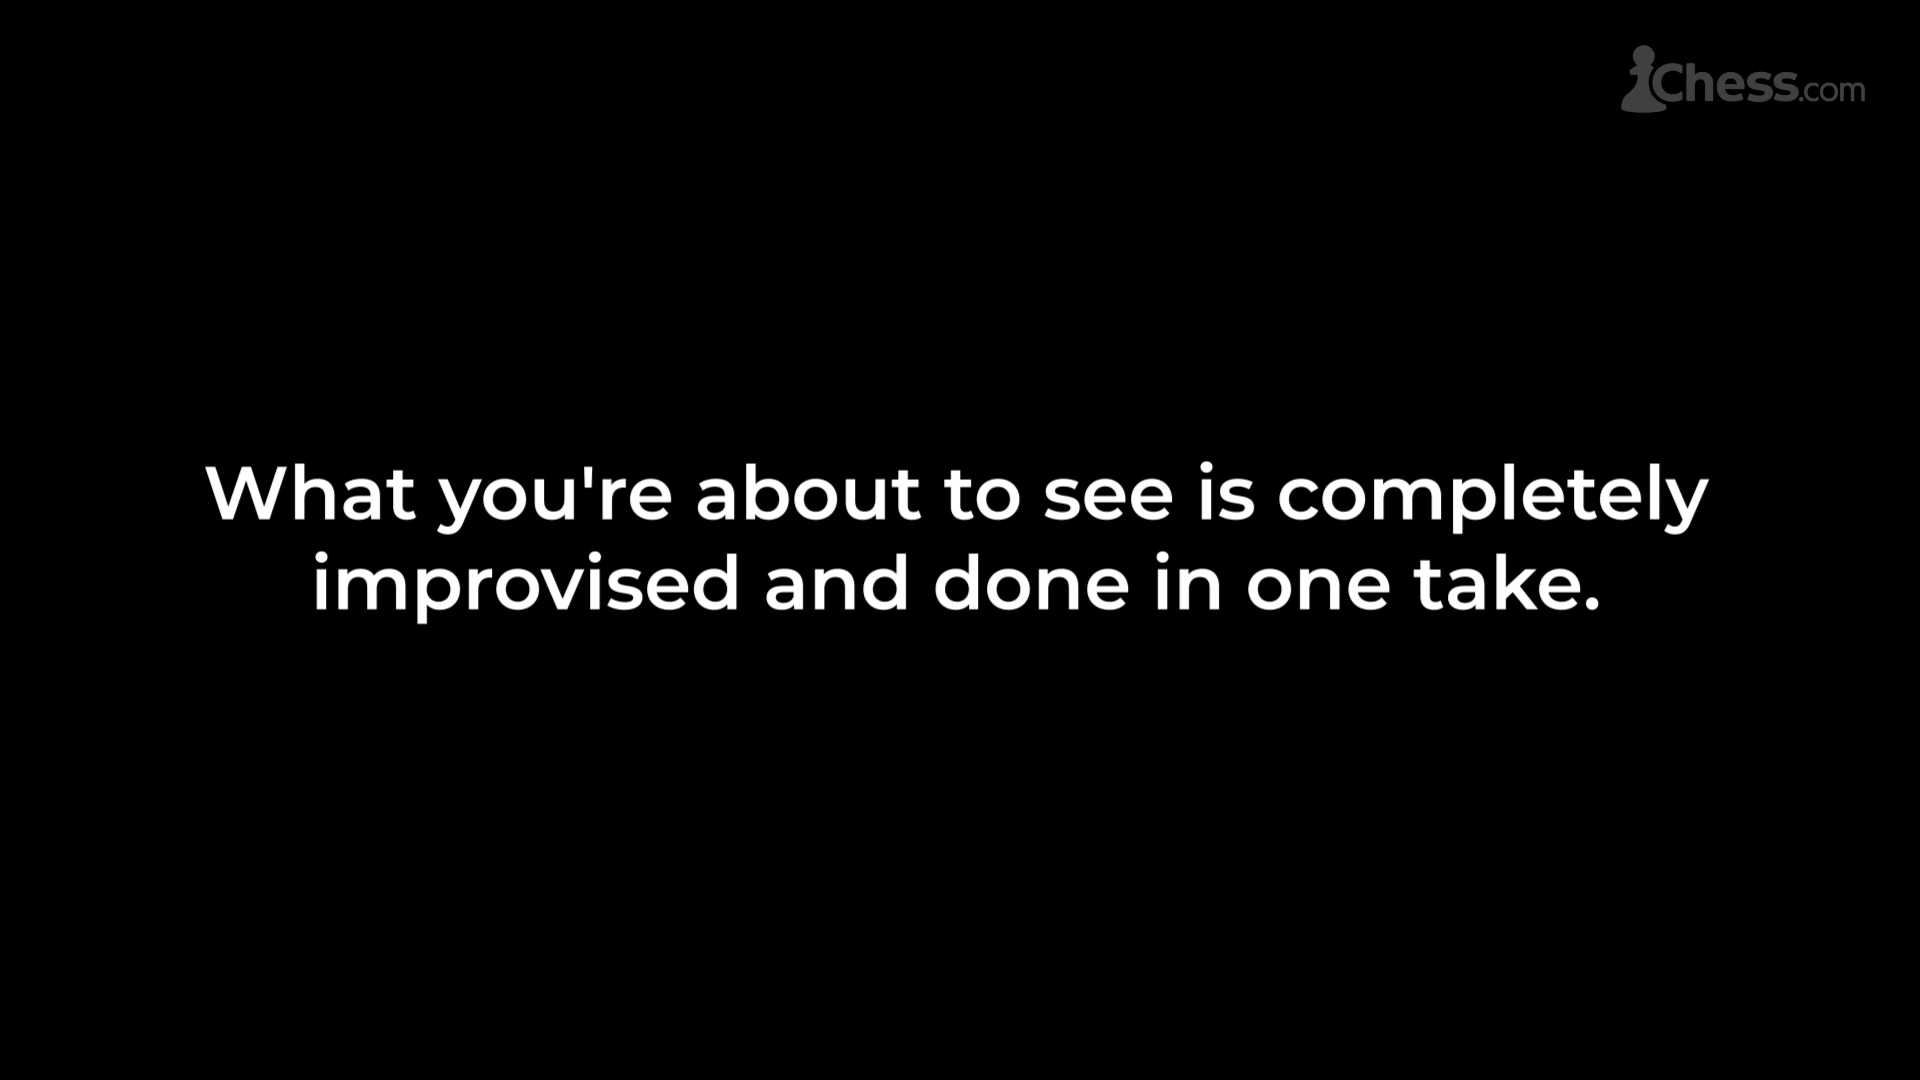 Chess.com
What you're about to see is completely
improvised and done in one take.